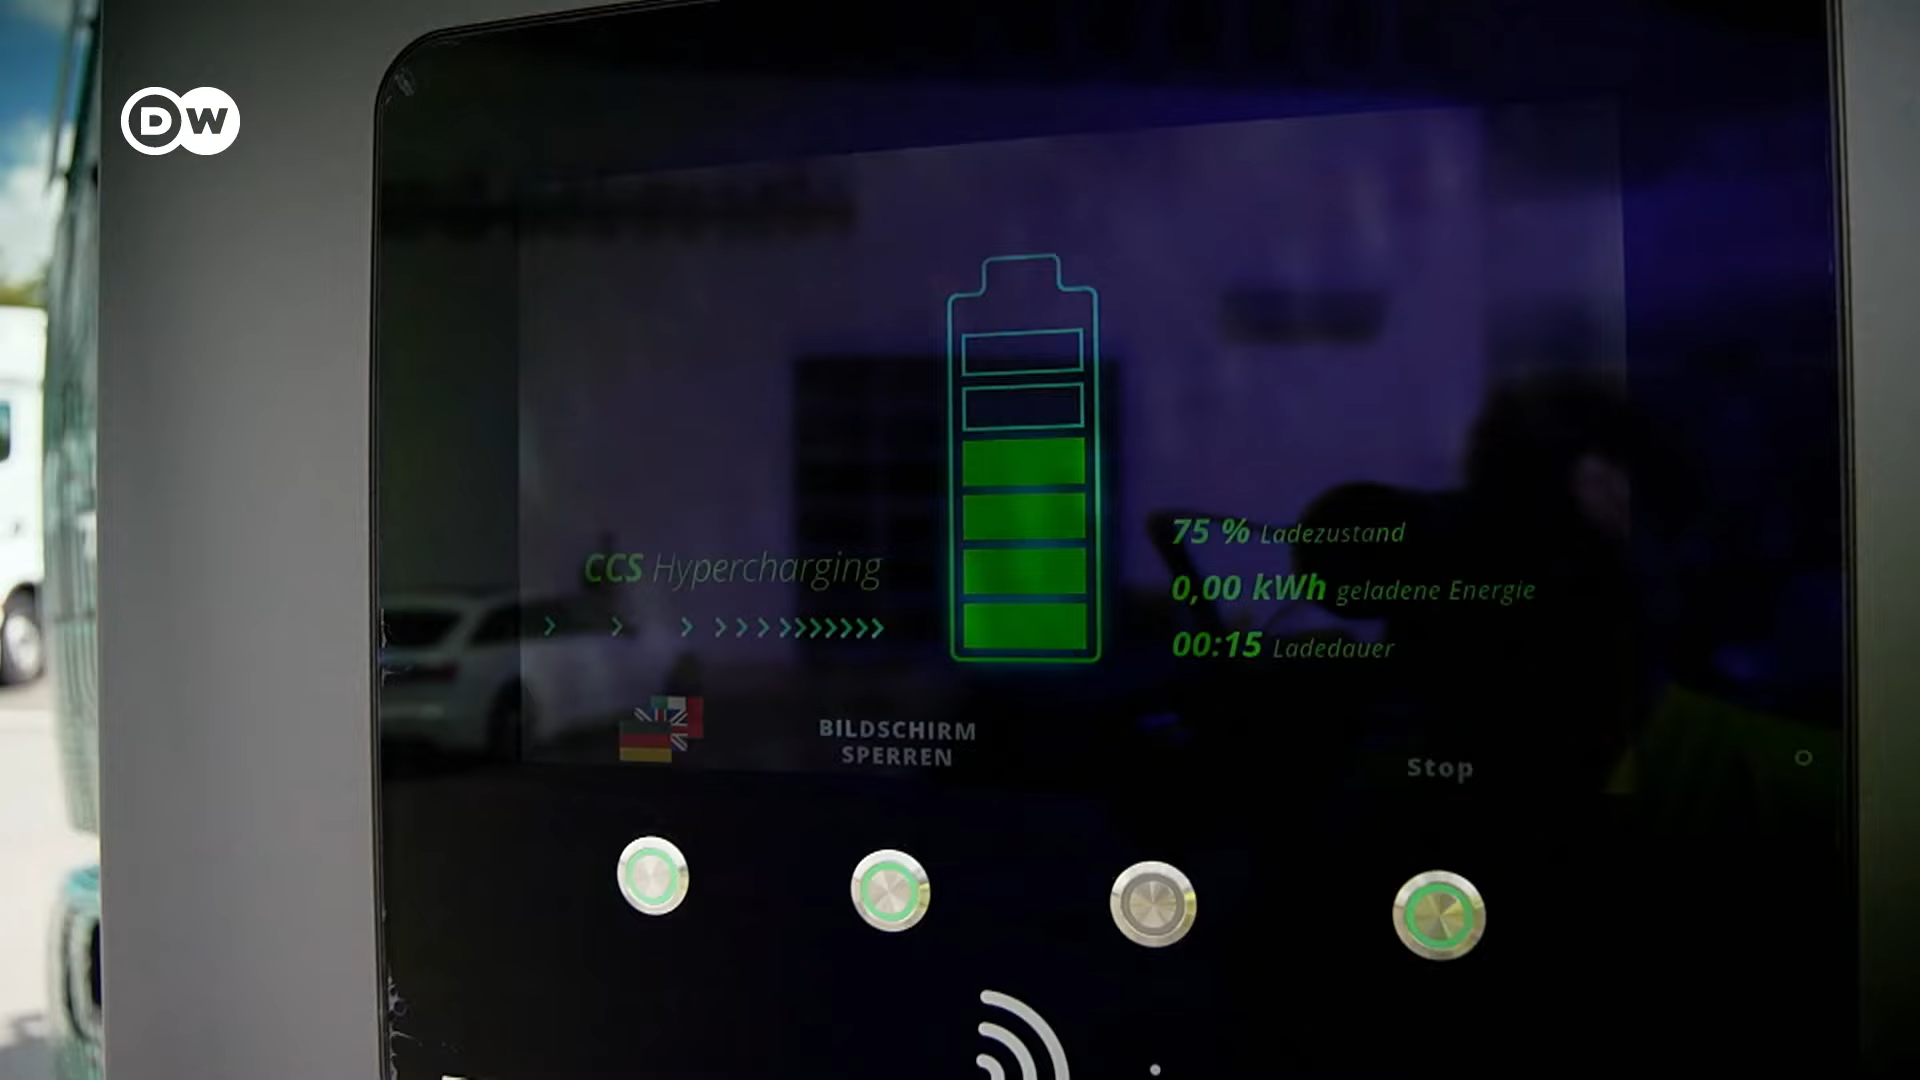 DW
75 % Ladezustand
CCS Hypercharging
0,00 kWh geladene Energie
00:15 Ladedauer
BILDSCHIRM
SPERREN
Stop